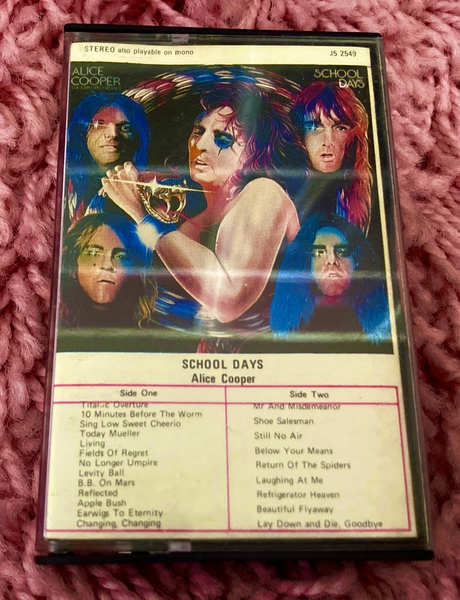 STEREO also playable on mono
J5 2549
ALICE
COOPER
SCHOOL
DAYS
SCHOOL DAYS
Alice Cooper
Side One
Side Two
Titanic Overture
10 Minutes Before The Worm
Sing Low Sweet Cheerio
Today Mueller
Living
Fields Of Regret
No Longer Umpire
Levity Ball
B.B. On Mars
Reflected
Apple Bush
Earwigs To Eternity
Changing, Changing
Mr And Misdemeanor
Shoe Salesman
Still No Air
Below Your Means
Return Of The Spiders
Laughing At Me
Refrigerator Heaven
Beautiful Flyaway
Lay Down and Die, Goodbye